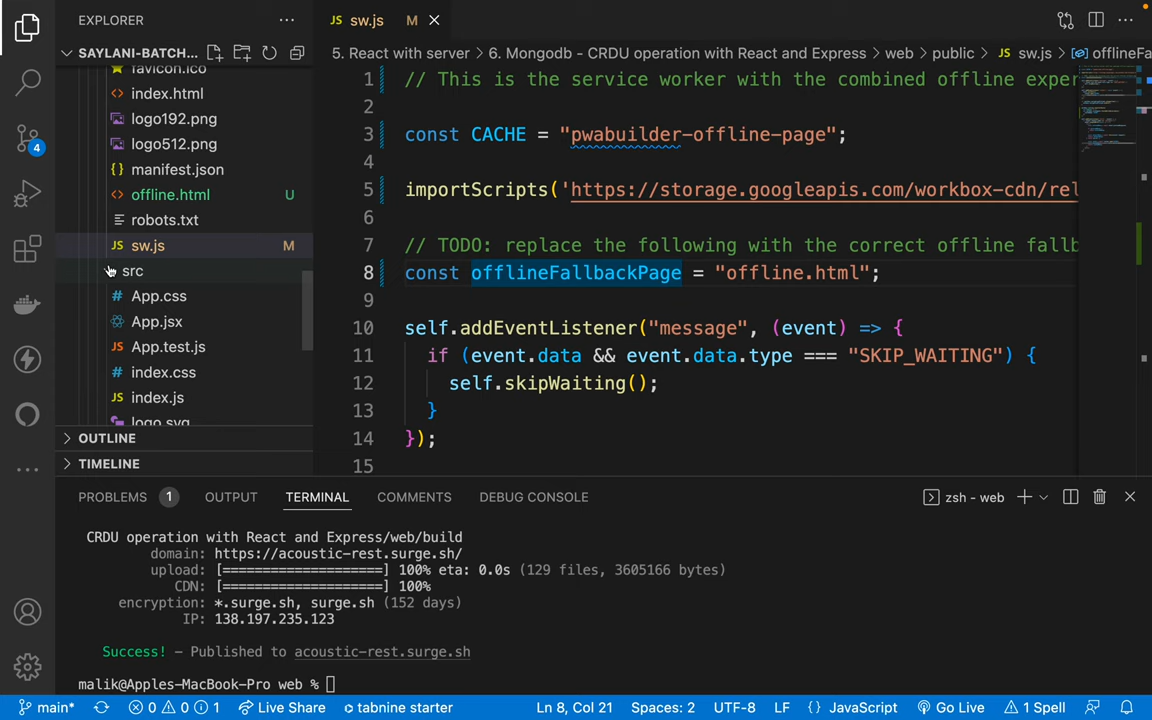 EXPLORER
SAYLANI-BATCH...
favicon.ico
index.html
logo192.png
logo512.png
manifest.json
offline.html U
robots.txt
sw.js M
src
App.css
App.jsx
App.test.js
index.css
index.js
logo.svg
OUTLINE
TIMELINE
JS sw.js M
5. React with server > 6. Mongodb - CRDU operation with React and Express > web > public > JS sw.js > offlineFa
1 // This is the service worker with the combined offline exper
2
3 const CACHE = "pwabuilder-offline-page";
4
5 importScripts('https://storage.googleapis.com/workbox-cdn/rel
6
7 // TODO: replace the following with the correct offline fallb
8 const offlineFallbackPage = "offline.html";
9
10 self.addEventListener("message", (event) => {
11 if (event.data && event.data.type === "SKIP_WAITING") {
12 self.skipWaiting();
13 }
14 });
15
PROBLEMS 1 OUTPUT TERMINAL COMMENTS DEBUG CONSOLE zsh - web
CRDU operation with React and Express/web/build
domain: https://acoustic-rest.surge.sh/
upload: [====================] 100% eta: 0.0s (129 files, 3605166 bytes)
CDN: [====================] 100%
encryption: *.surge.sh, surge.sh (152 days)
IP: 138.197.235.123
Success! - Published to acoustic-rest.surge.sh
malik@Apples-MacBook-Pro web %
main* 0 0 1 Live Share tabnine starter Ln 8, Col 21 Spaces: 2 UTF-8 LF {} JavaScript Go Live 1 Spell
4